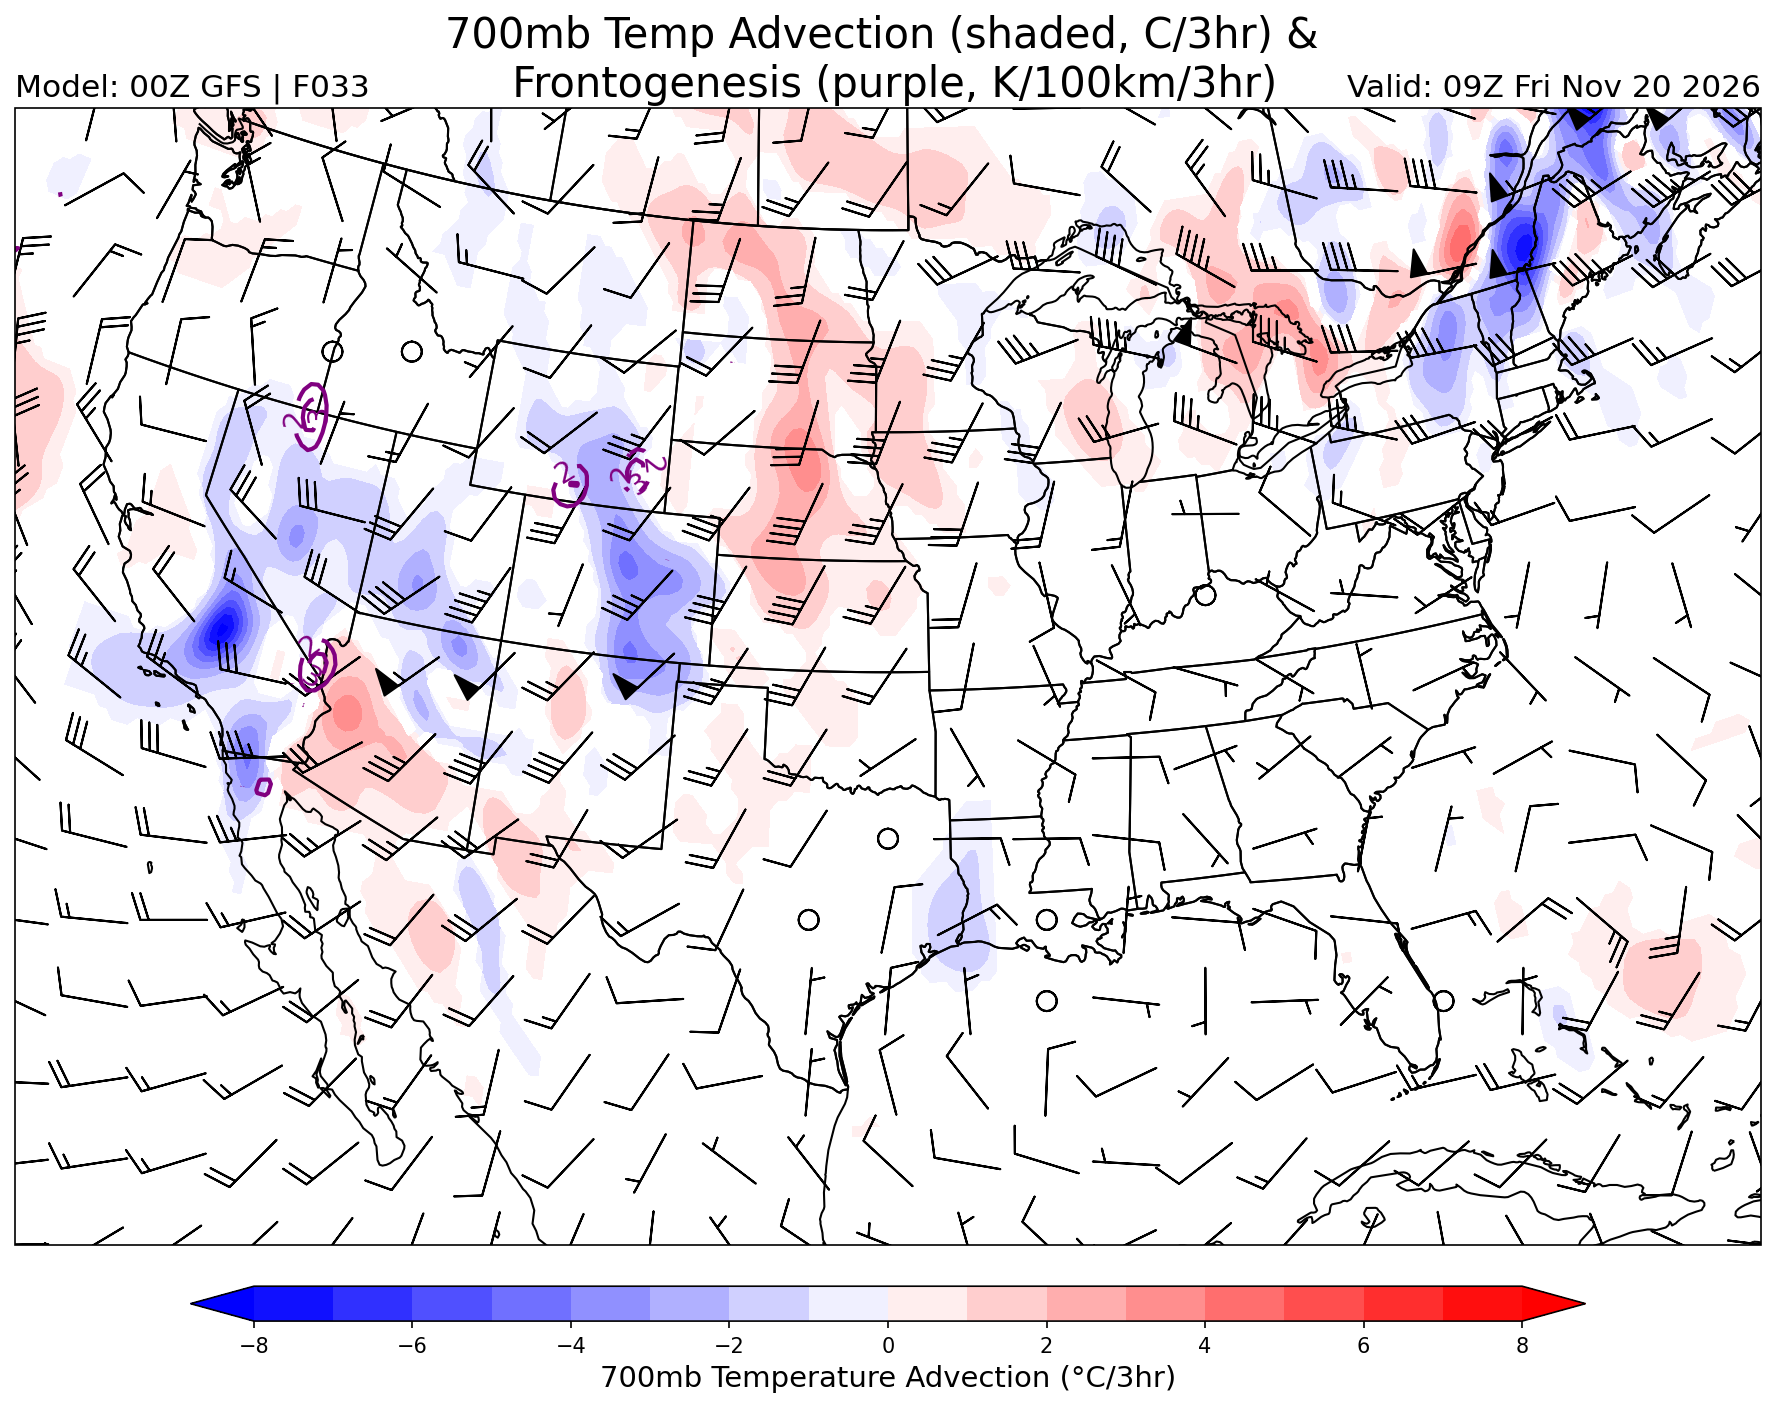 700mb Temp Advection (shaded, C/3hr) &
Model: 00Z GFS | F033
Frontogenesis (purple, K/100km/3hr)
Valid: 09Z Fri Nov 20 2026
−8 −6 −4 −2 0 2 4 6 8
700mb Temperature Advection (°C/3hr)